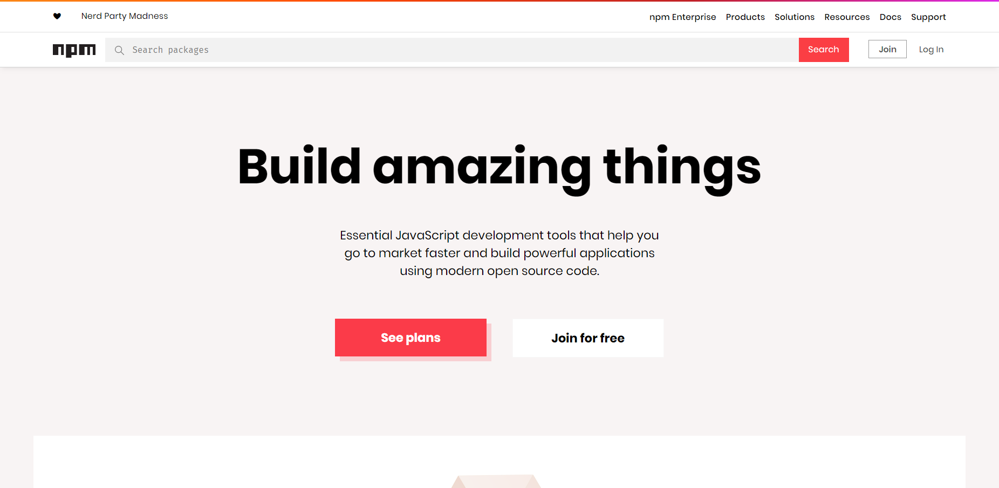 Nerd Party Madness
npm Enterprise Products Solutions Resources Docs Support
npm Search packages Search Join Log In
Build amazing things
Essential JavaScript development tools that help you
go to market faster and build powerful applications
using modern open source code.
See plans Join for free